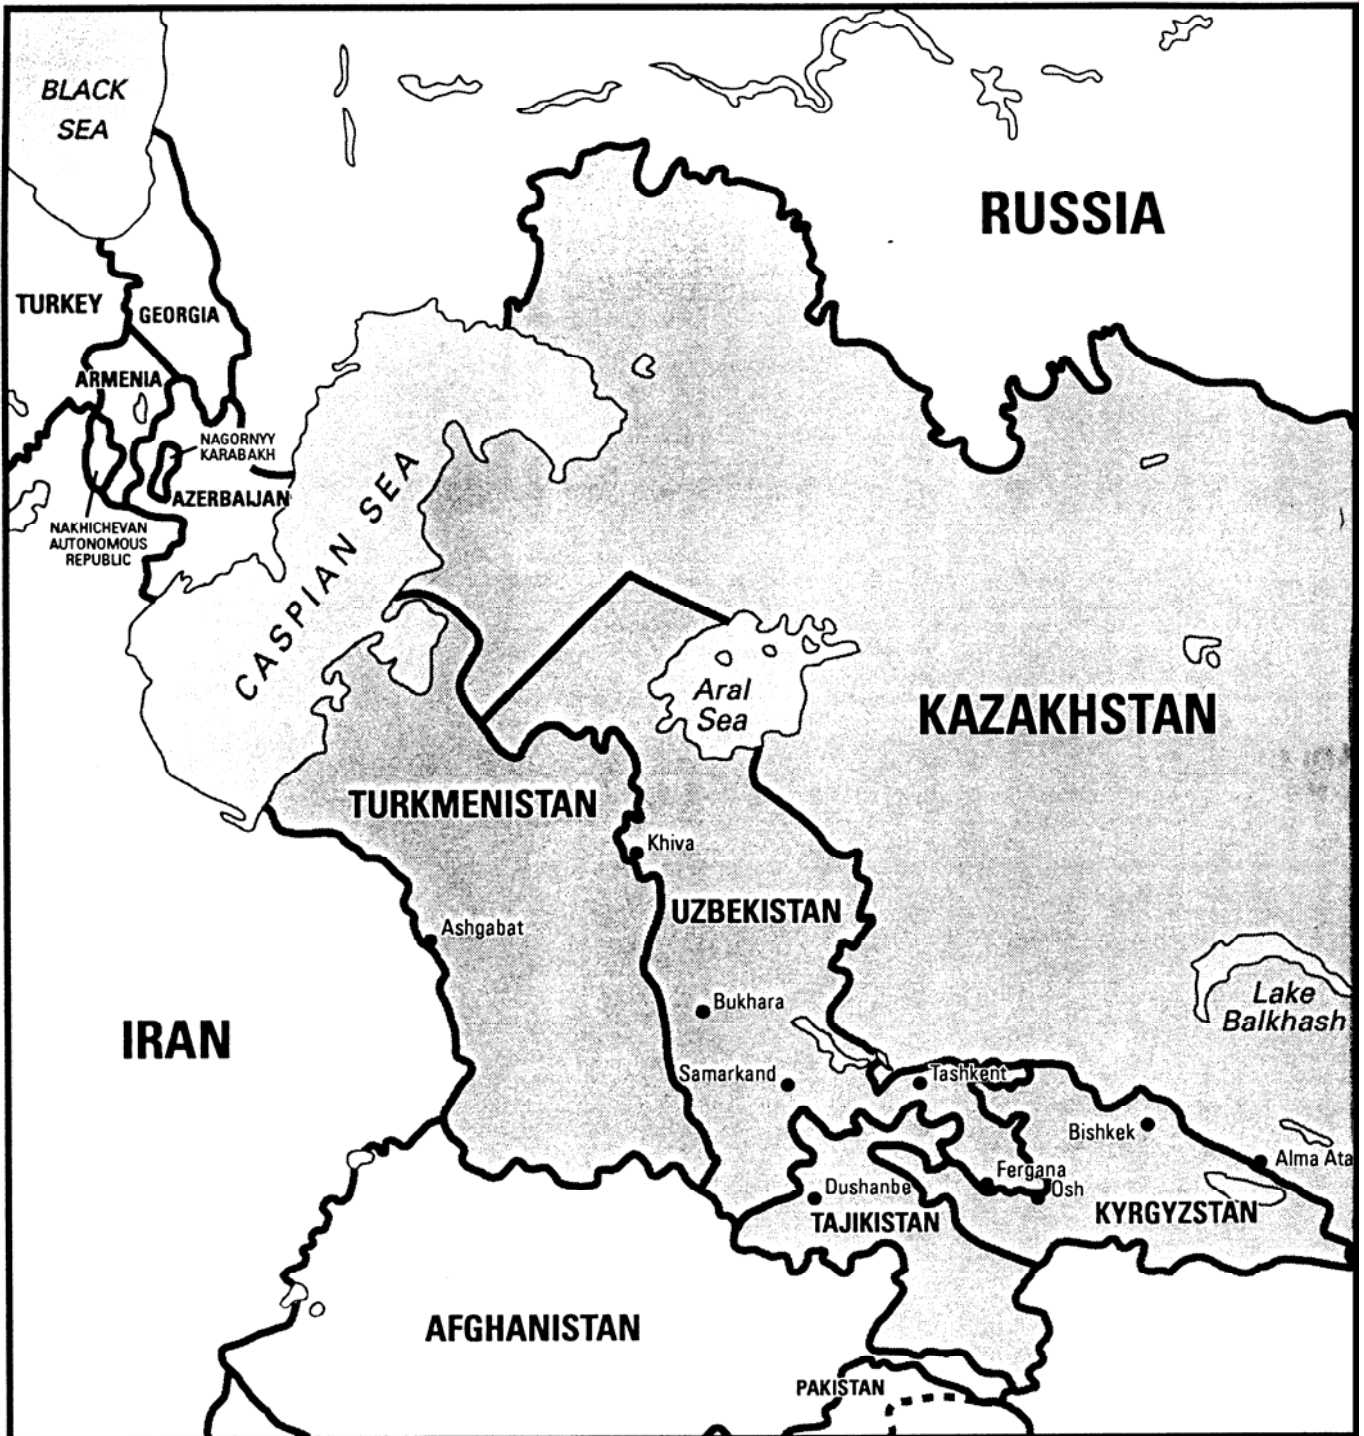 BLACK
SEA
RUSSIA
TURKEY
GEORGIA
ARMENIA
NAGORNYY
KARABAKH
AZERBAIJAN
NAKHICHEVAN
AUTONOMOUS
REPUBLIC
CASPIAN SEA
Aral
Sea
KAZAKHSTAN
TURKMENISTAN
Khiva
UZBEKISTAN
Ashgabat
Bukhara
Lake
Balkhash
IRAN
Samarkand
Tashkent
Bishkek
Alma Ata
Fergana
Osh
Dushanbe
TAJIKISTAN
KYRGYZSTAN
AFGHANISTAN
PAKISTAN